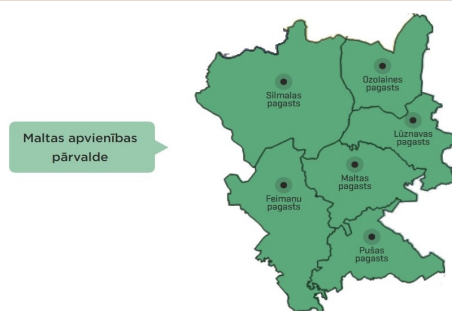 Maltas apvienības
pārvalde
Ozolaines
pagasts
Silmalas
pagasts
Lūznavas
pagasts
Maltas
pagasts
Feimaņu
pagasts
Pušas
pagasts